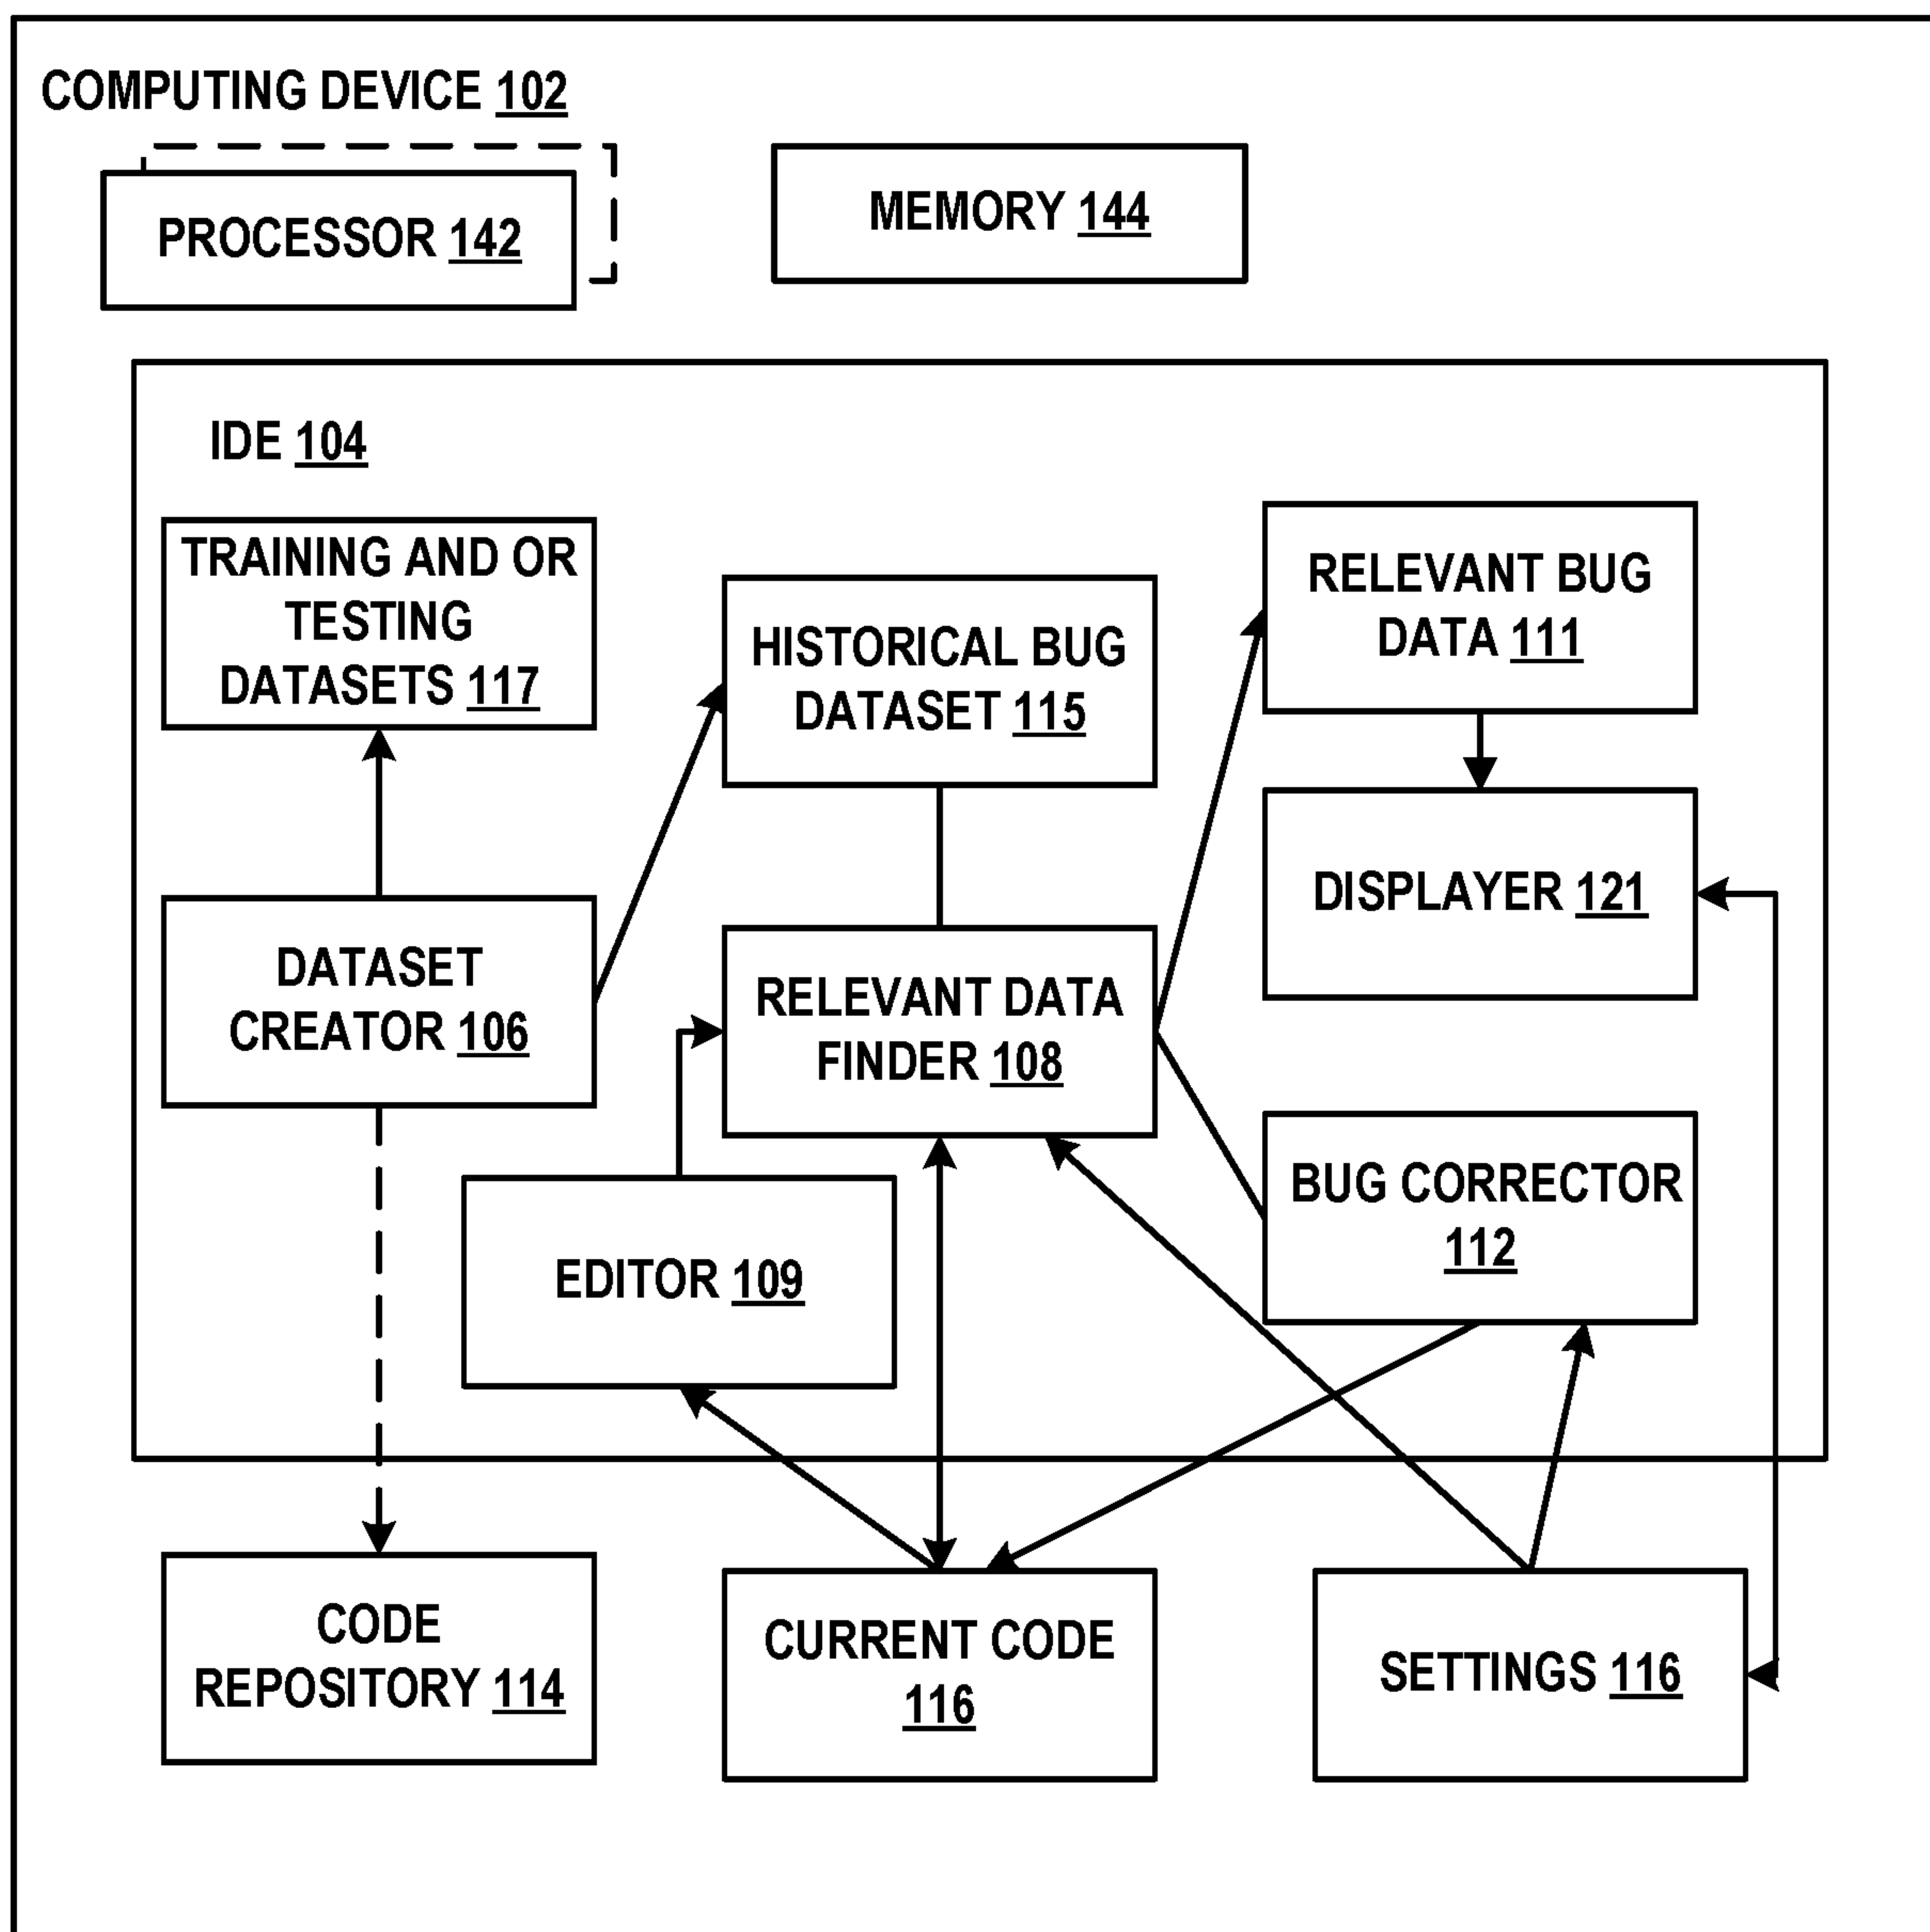 COMPUTING DEVICE 102
PROCESSOR 142
MEMORY 144
IDE 104
TRAINING AND OR
TESTING
DATASETS 117
HISTORICAL BUG
DATASET 115
RELEVANT BUG
DATA 111
DISPLAYER 121
DATASET
CREATOR 106
RELEVANT DATA
FINDER 108
BUG CORRECTOR
112
EDITOR 109
CODE
REPOSITORY 114
CURRENT CODE
116
SETTINGS 116